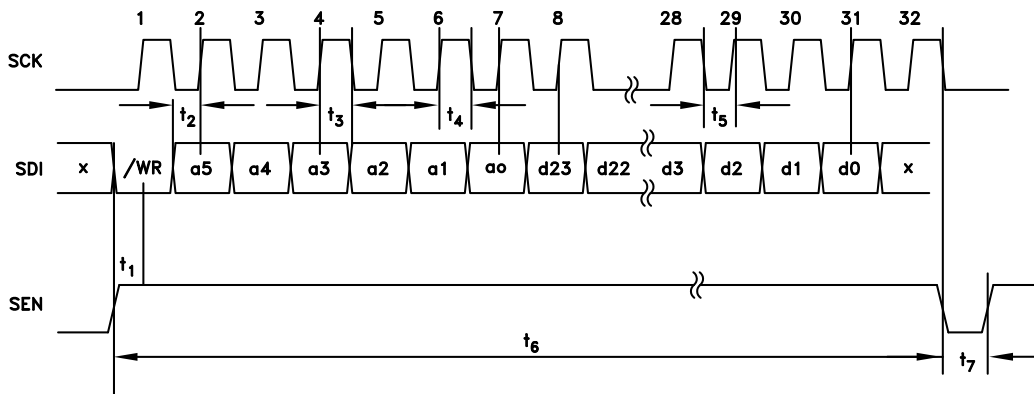 1 2 3 4 5 6 7 8 28 29 30 31 32
SCK
t2 t3 t4 t5
SDI x /WR a5 a4 a3 a2 a1 ao d23 d22 d3 d2 d1 d0 x
t1
SEN
t6
t7